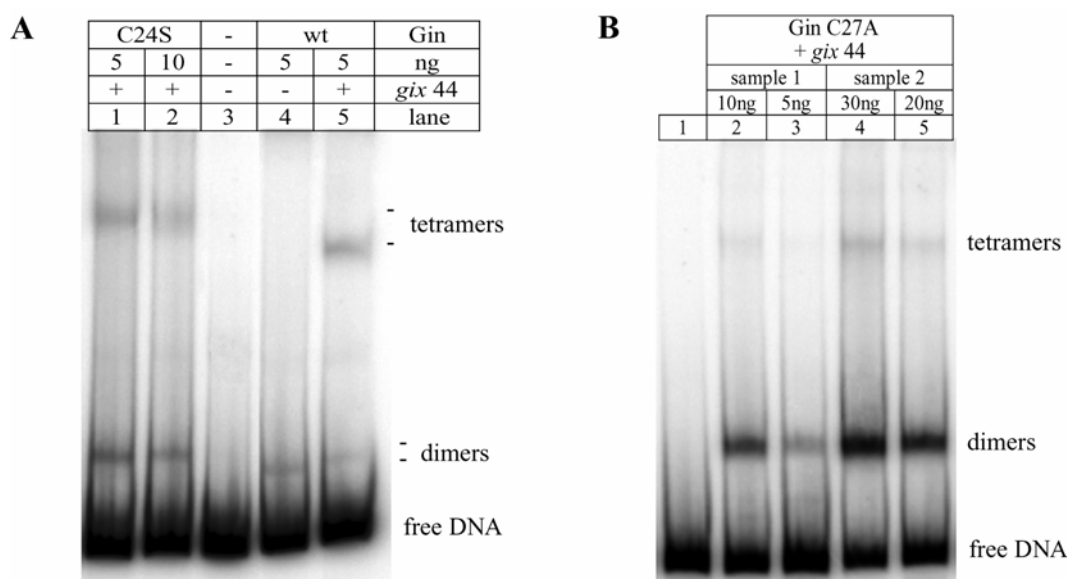 A
C24S - wt Gin
5 10 - 5 5 ng
+ + - - + gix 44
1 2 3 4 5 lane
- tetramers
-
- dimers
-
free DNA
B
Gin C27A
+ gix 44
sample 1 sample 2
10ng 5ng 30ng 20ng
1 2 3 4 5
tetramers
dimers
free DNA